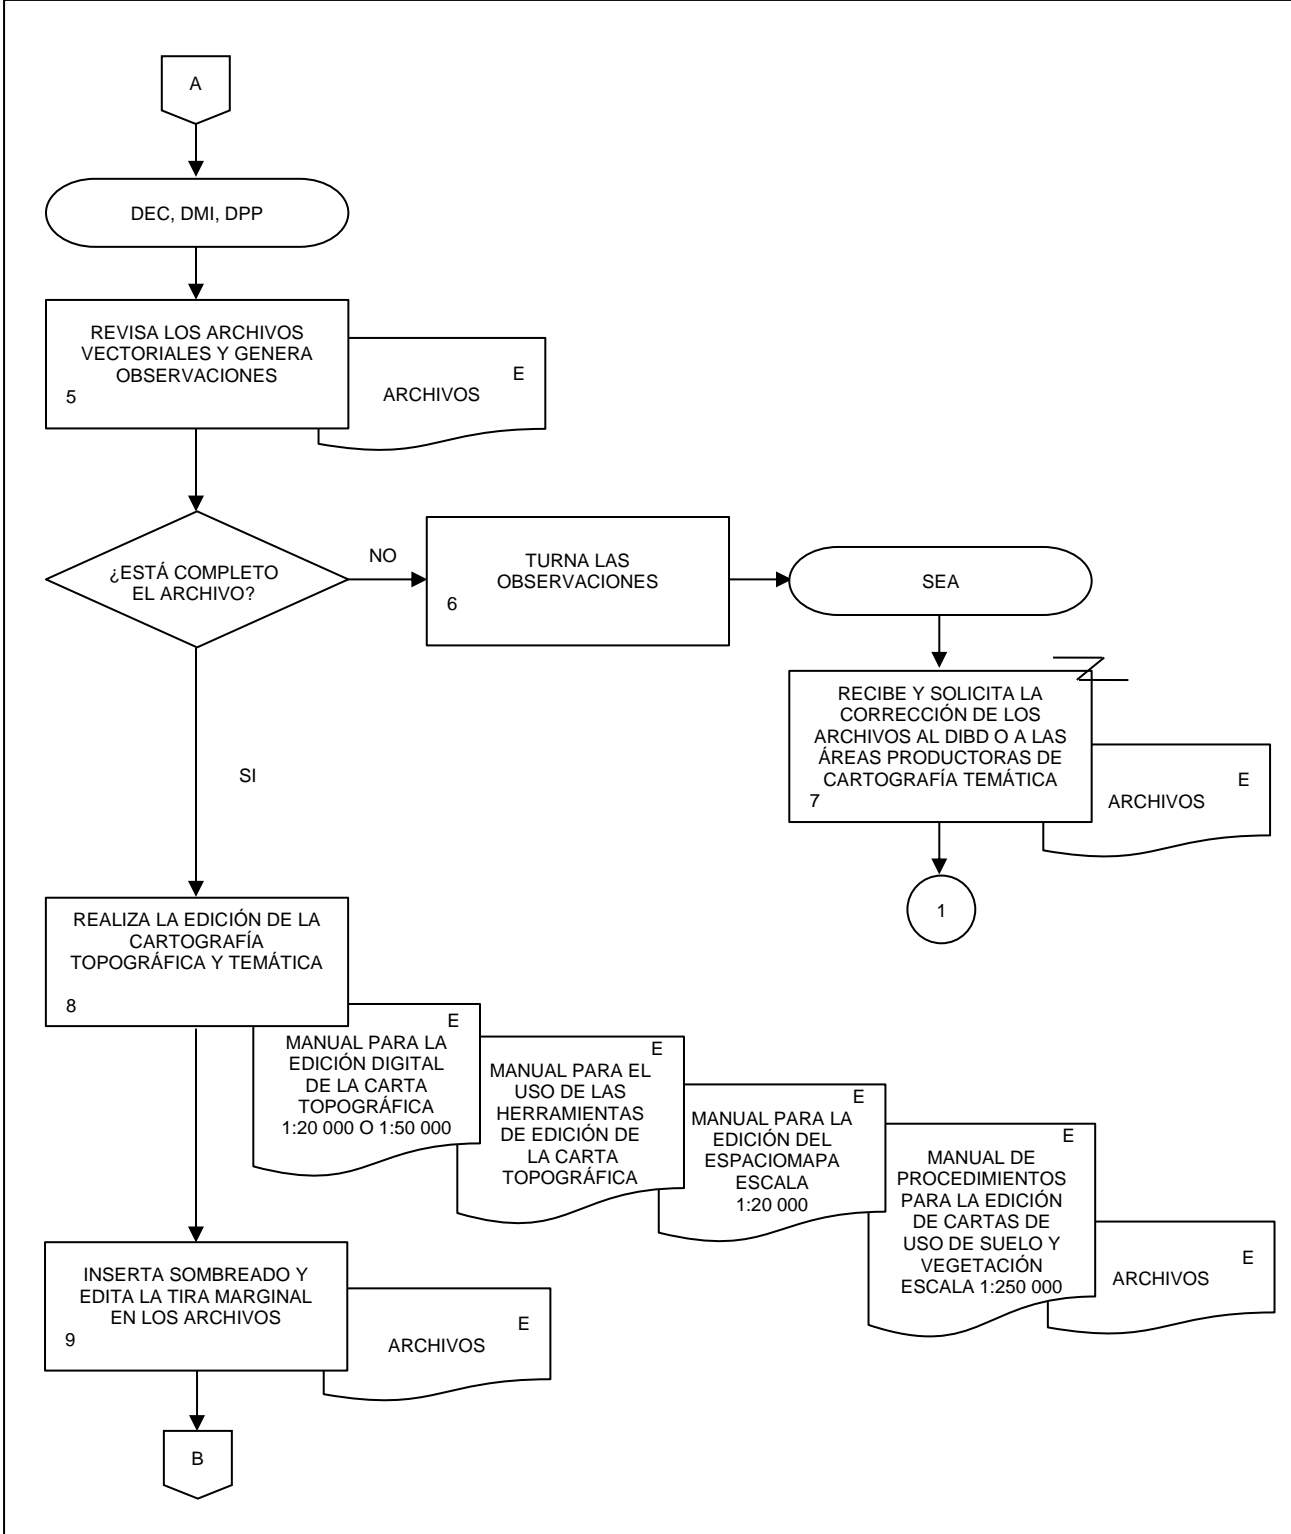 A
DEC, DMI, DPP
REVISA LOS ARCHIVOS
VECTORIALES Y GENERA
OBSERVACIONES
5
E
ARCHIVOS
¿ESTÁ COMPLETO
EL ARCHIVO?
NO
TURNA LAS
OBSERVACIONES
6
SEA
RECIBE Y SOLICITA LA
CORRECCIÓN DE LOS
ARCHIVOS AL DIBD O A LAS
ÁREAS PRODUCTORAS DE
CARTOGRAFÍA TEMÁTICA
7
E
ARCHIVOS
1
SI
REALIZA LA EDICIÓN DE LA
CARTOGRAFÍA
TOPOGRÁFICA Y TEMÁTICA
8
E
MANUAL PARA LA
EDICIÓN DIGITAL
DE LA CARTA
TOPOGRÁFICA
1:20 000 O 1:50 000
E
MANUAL PARA EL
USO DE LAS
HERRAMIENTAS
DE EDICIÓN DE
LA CARTA
TOPOGRÁFICA
E
MANUAL PARA LA
EDICIÓN DEL
ESPACIOMAPA
ESCALA
1:20 000
E
MANUAL DE
PROCEDIMIENTOS
PARA LA EDICIÓN
DE CARTAS DE
USO DE SUELO Y
VEGETACIÓN
ESCALA 1:250 000
E
ARCHIVOS
INSERTA SOMBREADO Y
EDITA LA TIRA MARGINAL
EN LOS ARCHIVOS
9
E
ARCHIVOS
B